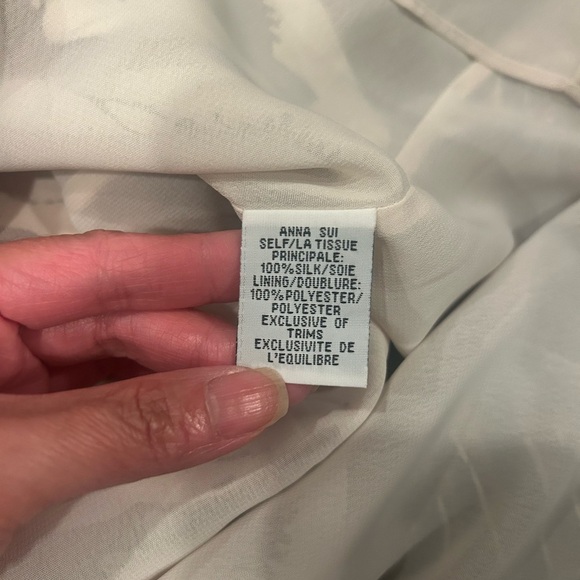 ANNA SUI
SELF/LA TISSUE
PRINCIPALE:
100%SILK/SOIE
LINING/DOUBLURE:
100%POLYESTER/
POLYESTER
EXCLUSIVE OF
TRIMS
EXCLUSIVITE DE
L'EQUILIBRE